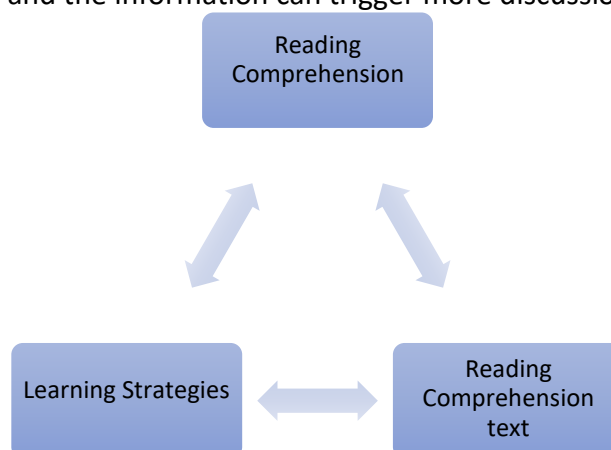 and the information can trigger more discussio
Reading
Comprehension
Learning Strategies
Reading
Comprehension
text